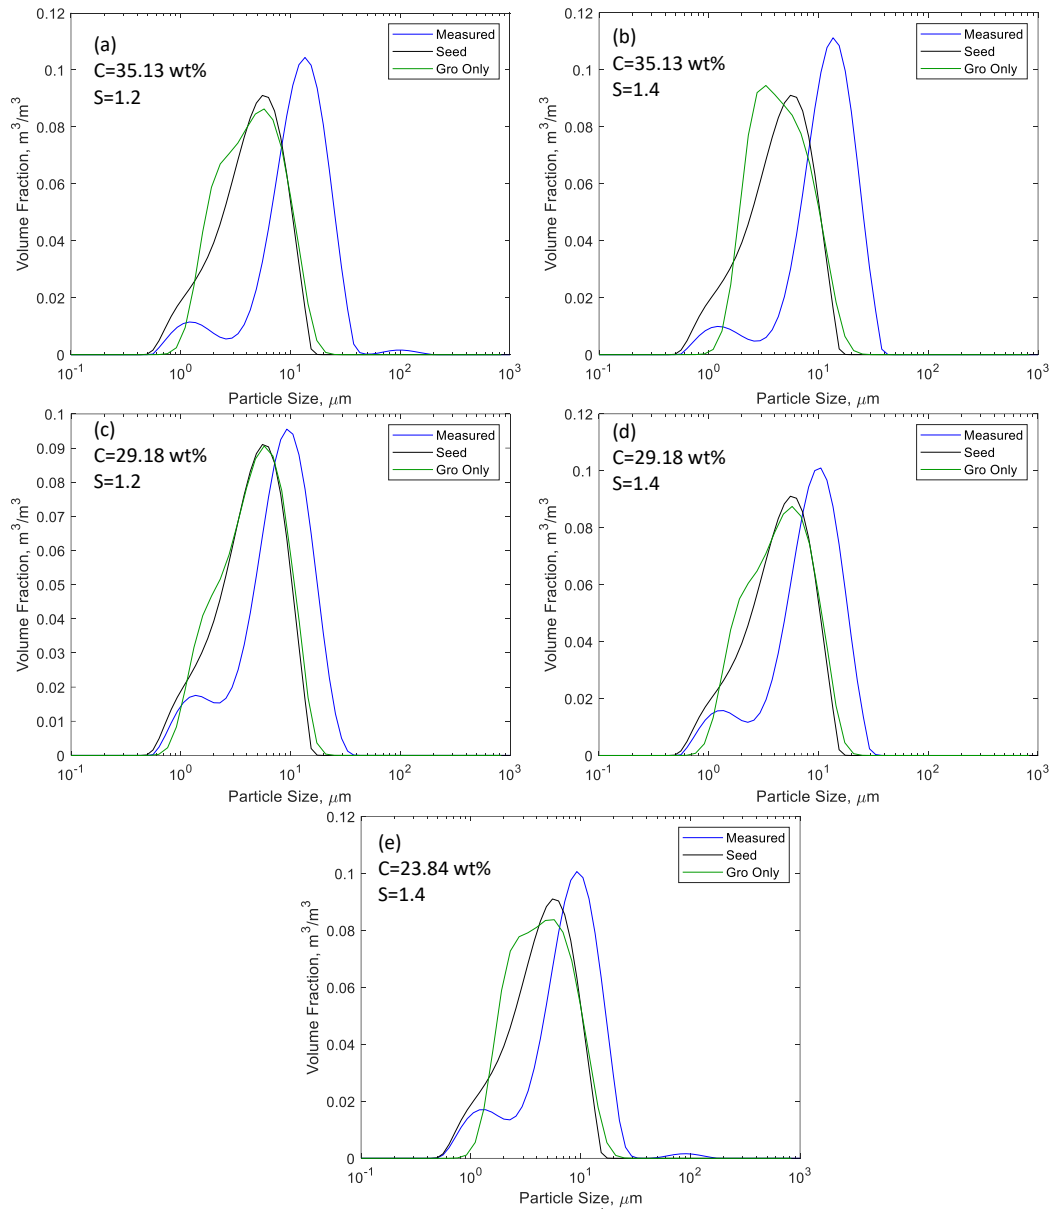 (a)
C=35.13 wt%
S=1.2
Measured
Seed
Gro Only
0.12
0.1
0.08
0.06
0.04
0.02
0
Volume Fraction, m³/m³
10⁻¹ 10⁰ 10¹ 10² 10³
Particle Size, μm
(b)
C=35.13 wt%
S=1.4
Measured
Seed
Gro Only
0.12
0.1
0.08
0.06
0.04
0.02
0
Volume Fraction, m³/m³
10⁻¹ 10⁰ 10¹ 10² 10³
Particle Size, μm
(c)
C=29.18 wt%
S=1.2
Measured
Seed
Gro Only
0.1
0.09
0.08
0.07
0.06
0.05
0.04
0.03
0.02
0.01
0
Volume Fraction, m³/m³
10⁻¹ 10⁰ 10¹ 10² 10³
Particle Size, μm
(d)
C=29.18 wt%
S=1.4
Measured
Seed
Gro Only
0.12
0.1
0.08
0.06
0.04
0.02
0
Volume Fraction, m³/m³
10⁻¹ 10⁰ 10¹ 10² 10³
Particle Size, μm
(e)
C=23.84 wt%
S=1.4
Measured
Seed
Gro Only
0.12
0.1
0.08
0.06
0.04
0.02
0
Volume Fraction, m³/m³
10⁻¹ 10⁰ 10¹ 10² 10³
Particle Size, μm